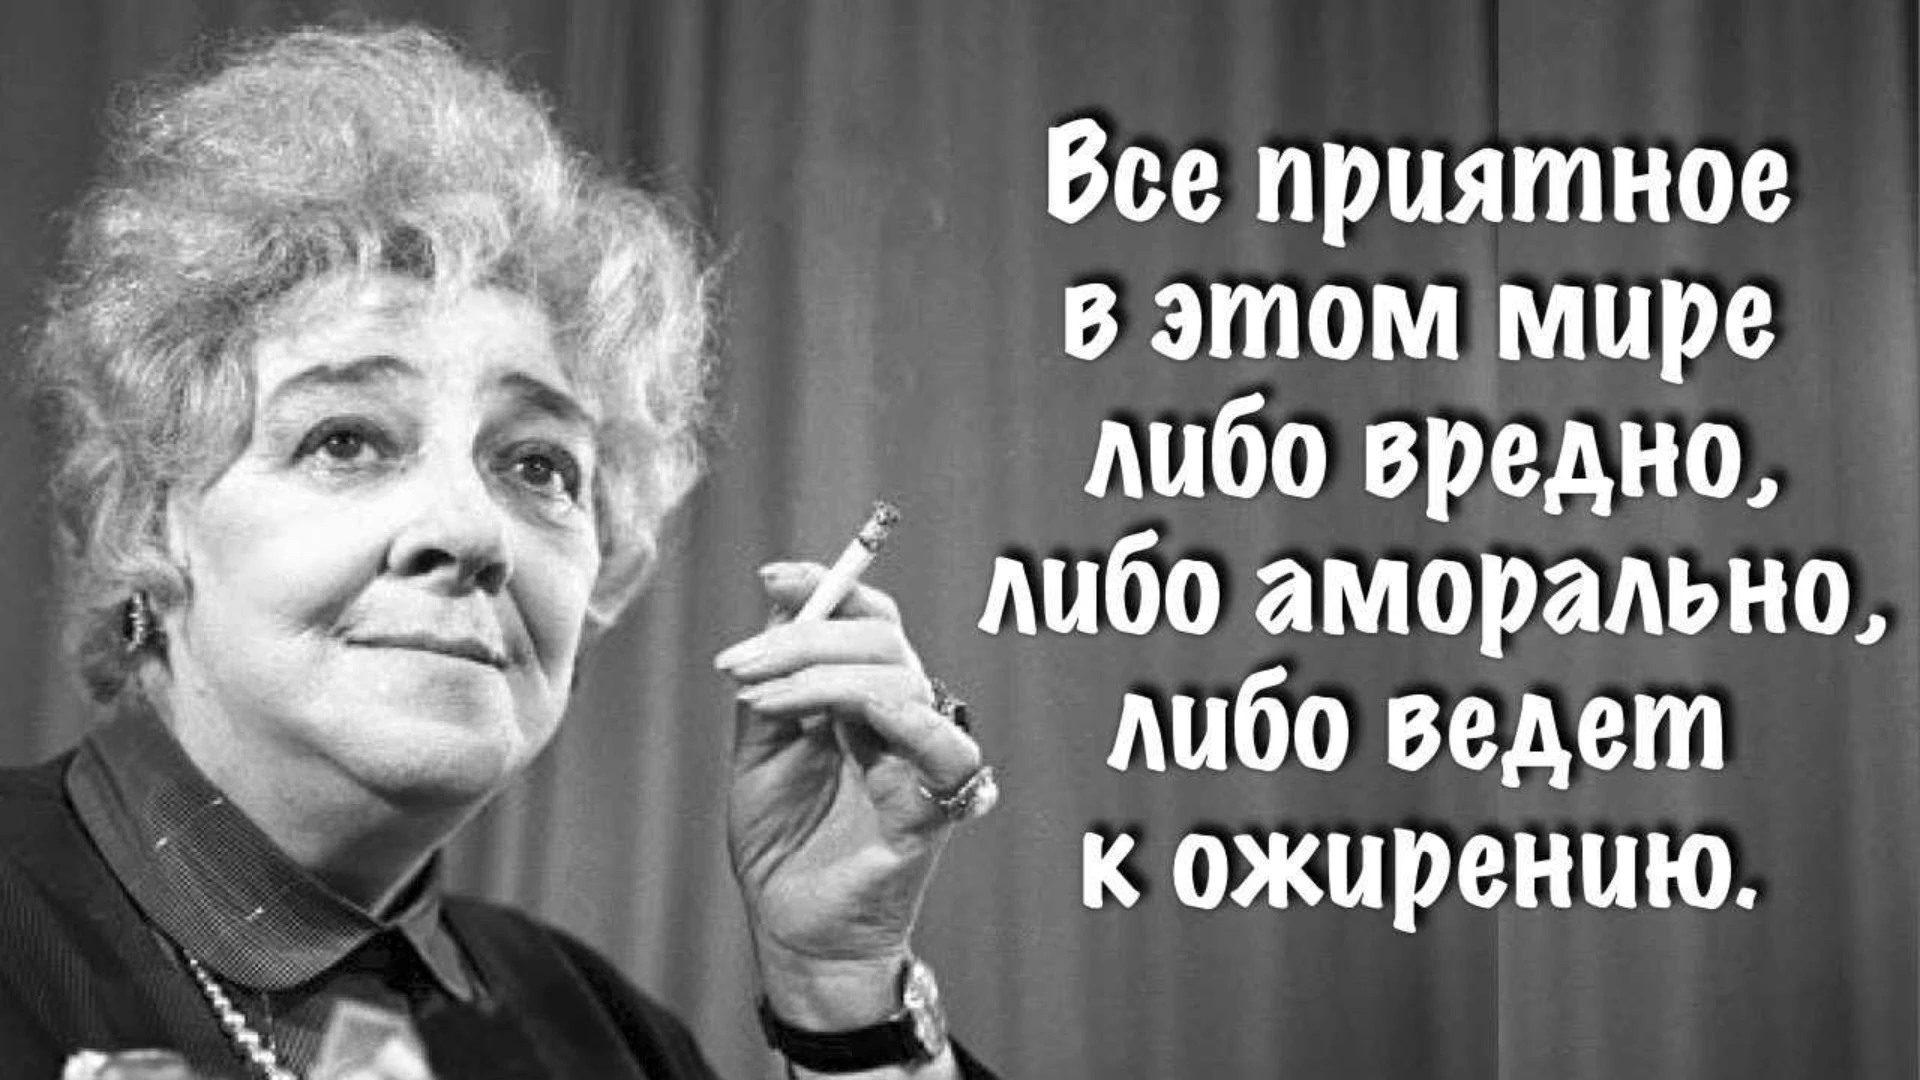 Все приятное
в этом мире
либо вредно,
либо аморально,
либо ведет
к ожирению.